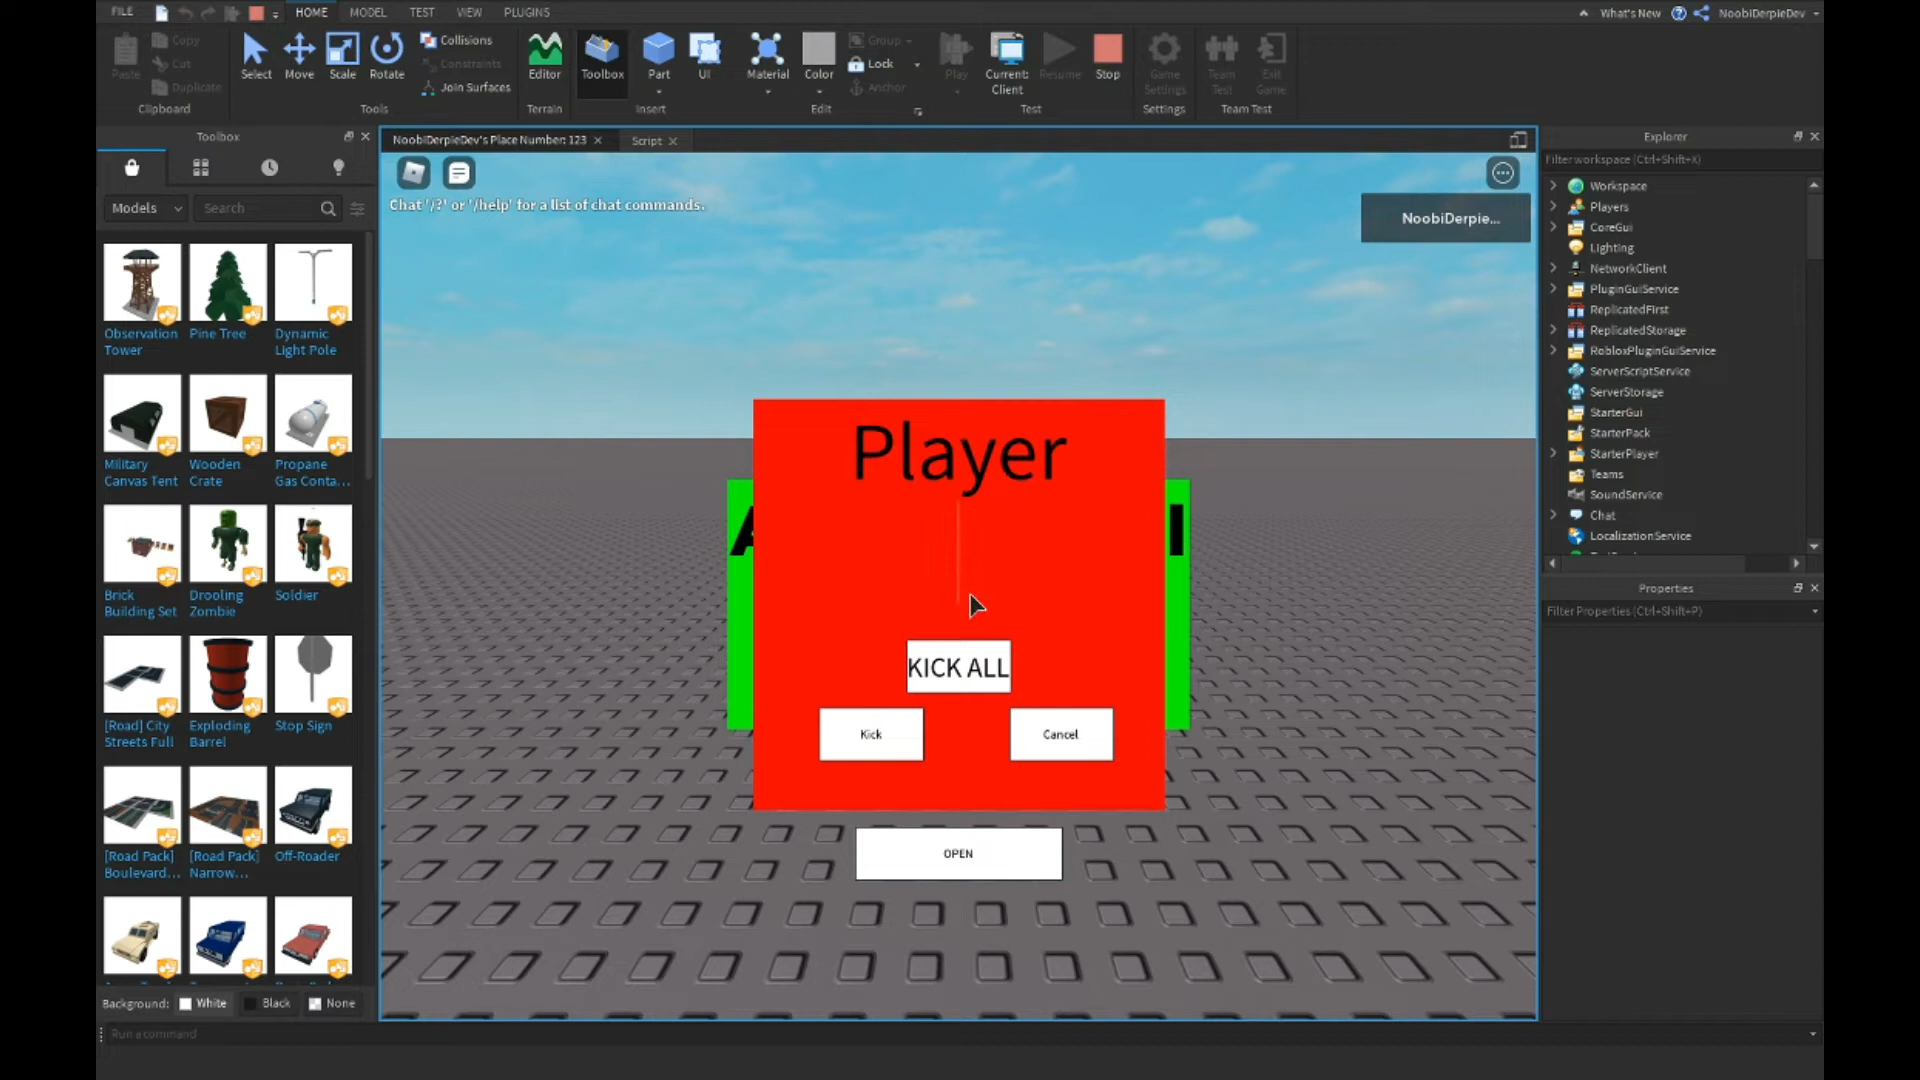 FILE
HOME
MODEL
TEST
VIEW
PLUGINS
What's New
NoobiDerpieDev
Paste
Copy
Cut
Duplicate
Clipboard
Select
Move
Scale
Rotate
Collisions
Constraints
Join Surfaces
Tools
Editor
Terrain
Toolbox
Part
UI
Insert
Material
Color
Group
Lock
Anchor
Edit
Play
Current:
Client
Resume
Stop
Test
Game
Settings
Settings
Team
Test
Exit
Game
Team Test
Toolbox
Models
Search
Observation
Tower
Pine Tree
Dynamic
Light Pole
Military
Canvas Tent
Wooden
Crate
Propane
Gas Conta...
Brick
Building Set
Drooling
Zombie
Soldier
[Road] City
Streets Full
Exploding
Barrel
Stop Sign
[Road Pack]
Boulevard...
[Road Pack]
Narrow...
Off-Roader
Background:
White
Black
None
Run a command
NoobiDerpieDev's Place Number: 123
Script
Chat '/?' or '/help' for a list of chat commands.
NoobiDerpie...
Player
KICK ALL
Kick
Cancel
OPEN
Explorer
Filter workspace (Ctrl+Shift+X)
Workspace
Players
CoreGui
Lighting
NetworkClient
PluginGuiService
ReplicatedFirst
ReplicatedStorage
RobloxPluginGuiService
ServerScriptService
ServerStorage
StarterGui
StarterPack
StarterPlayer
Teams
SoundService
Chat
LocalizationService
Properties
Filter Properties (Ctrl+Shift+P)